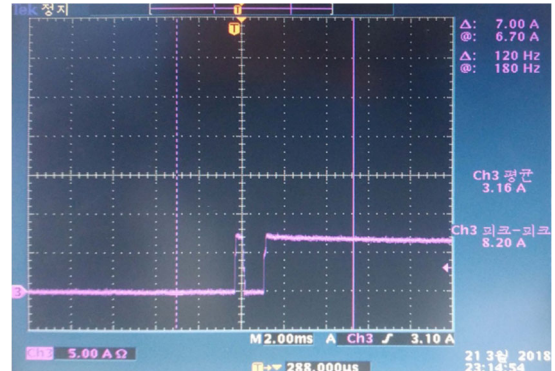 Tek 정지
Δ: 7.00 A
@: 6.70 A
Δ: 120 Hz
@: 180 Hz
Ch3 평균
3.16 A
Ch3 피크-피크
8.20 A
3
M 2.00ms A Ch3 3.10 A
Ch3 5.00 A Ω
21 3월 2018
23:14:54
T 288.000µs